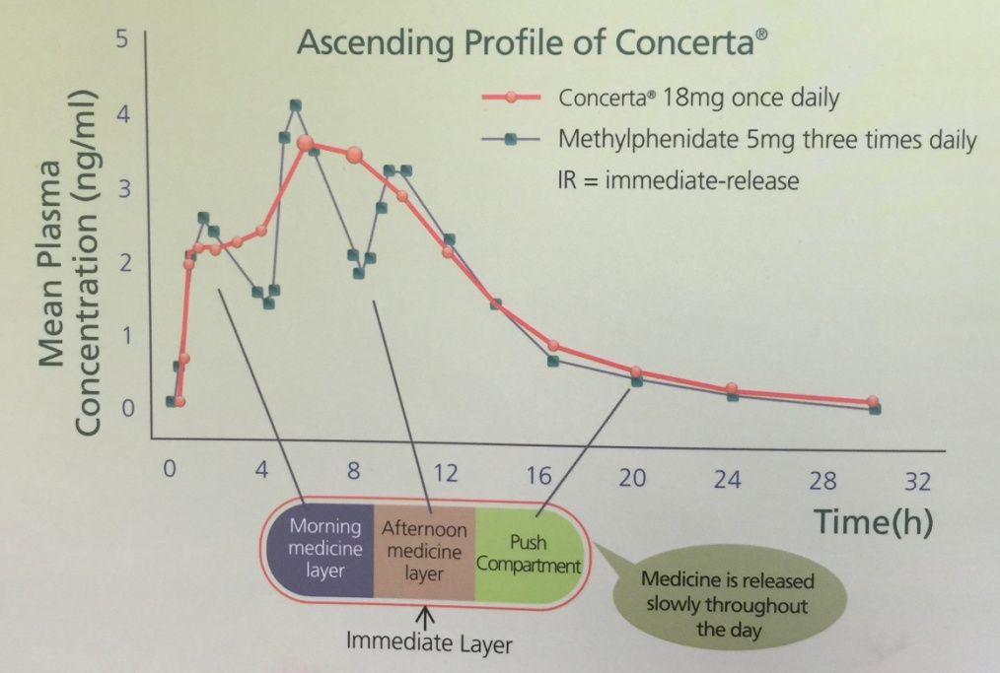 Ascending Profile of Concerta®
Concerta® 18mg once daily
Methylphenidate 5mg three times daily
IR = immediate-release
Mean Plasma
Concentration (ng/ml)
5
4
3
2
1
0
0 4 8 12 16 20 24 28 32
Time(h)
Morning
medicine
layer
Afternoon
medicine
layer
Push
Compartment
Immediate Layer
Medicine is released
slowly throughout
the day